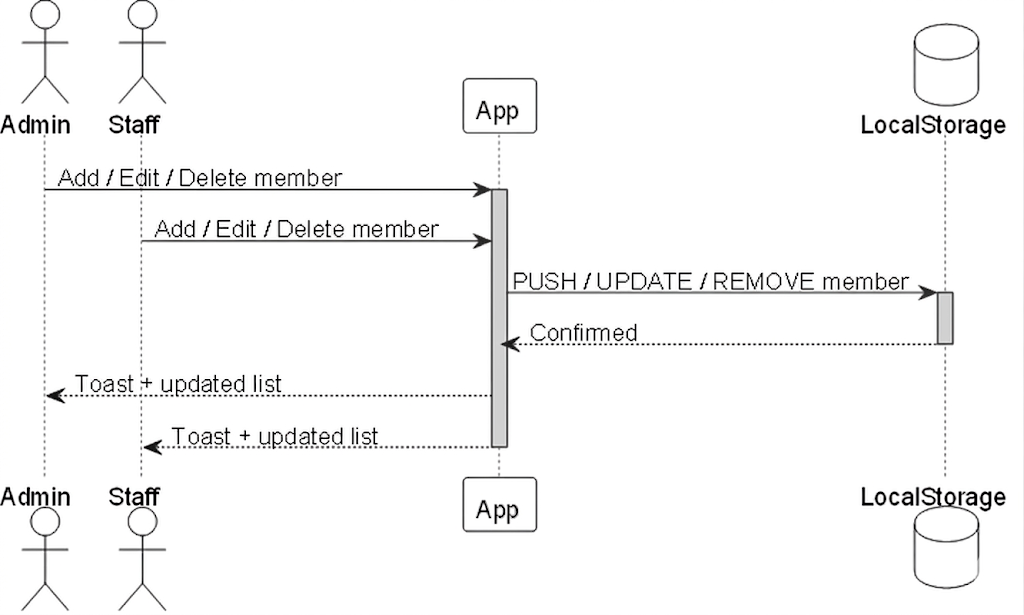 Admin
Staff
App
LocalStorage
Add / Edit / Delete member
Add / Edit / Delete member
PUSH / UPDATE / REMOVE member
Confirmed
Toast + updated list
Toast + updated list
Admin
Staff
App
LocalStorage